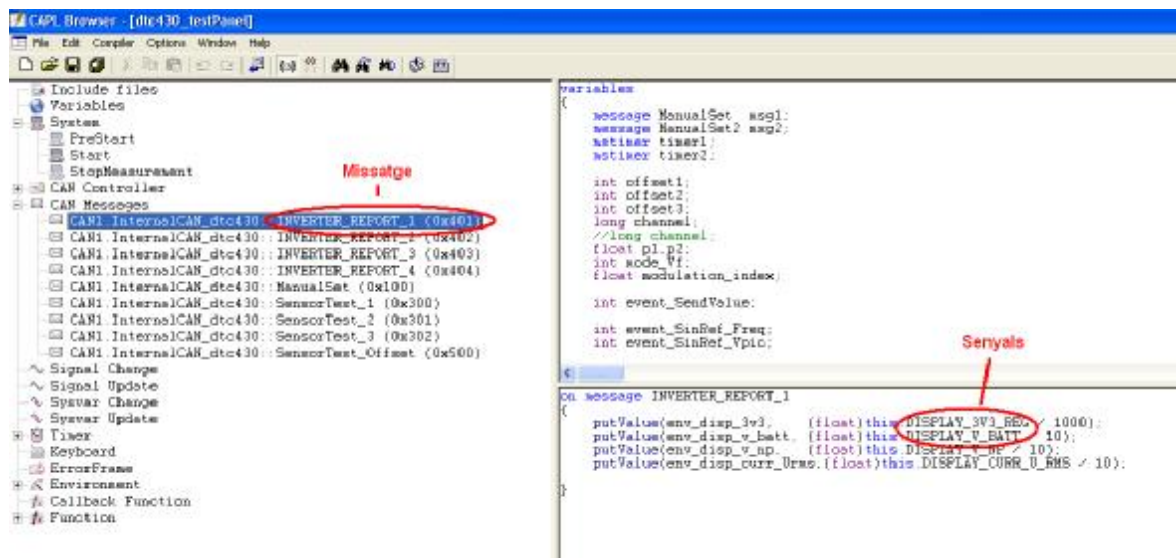 CAPL Browser - [dtc430_testPanel]
File Edit Compiler Options Window Help
Include files
Variables
System
PreStart
Start
StopMeasurement
CAN Controller
CAN Messages
CAN1.InternalCAN_dtc430::INVERTER_REPORT_1 (0x401)
CAN1.InternalCAN_dtc430::INVERTER_REPORT_2 (0x402)
CAN1.InternalCAN_dtc430::INVERTER_REPORT_3 (0x403)
CAN1.InternalCAN_dtc430::INVERTER_REPORT_4 (0x404)
CAN1.InternalCAN_dtc430::ManualSet (0x100)
CAN1.InternalCAN_dtc430::SensorTest_1 (0x300)
CAN1.InternalCAN_dtc430::SensorTest_2 (0x301)
CAN1.InternalCAN_dtc430::SensorTest_3 (0x302)
CAN1.InternalCAN_dtc430::SensorTest_Offset (0x500)
Signal Change
Signal Update
Sysvar Change
Sysvar Update
Timer
Keyboard
ErrorFrame
Environment
Callback Function
Function
Missatge
variables
{
message ManualSet msg1;
message ManualSet2 msg2;
mstimer timer1;
mstimer timer2;
int offset1;
int offset2;
int offset3;
long channel;
//long channel;
float p1,p2;
int mode_Vf;
float modulation_index;
int event_SendValue;
int event_SinRef_Freq;
int event_SinRef_Vpic;
Senyals
on message INVERTER_REPORT_1
{
putValue(env_disp_3v3, (float)this.DISPLAY_3V3_REG / 1000);
putValue(env_disp_v_batt, (float)this.DISPLAY_V_BATT / 10);
putValue(env_disp_v_np, (float)this.DISPLAY_V_NP / 10);
putValue(env_disp_curr_Urms,(float)this.DISPLAY_CURR_U_RMS / 10);
}